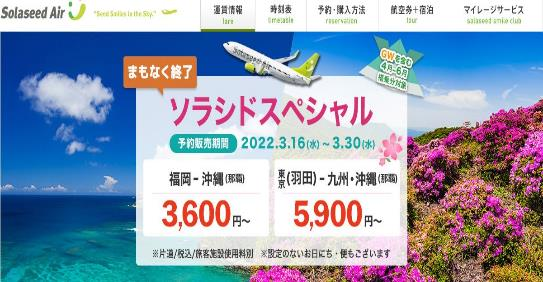 Solaseed Air
"Seed Smiles in the Sky."
運賃情報
fare
時刻表
timetable
予約・購入方法
reservation
航空券+宿泊
tour
マイレージサービス
solaseed smile club
Solaseed Air
GWを含む
4月~6月
搭乗分対象
まもなく終了
ソラシドスペシャル
予約販売期間 2022.3.16(水) ~ 3.30(水)
福岡 - 沖縄(那覇)
3,600円~
東京(羽田) - 九州・沖縄(那覇)
5,900円~
※片道/税込/旅客施設使用料別 ※設定のないお日にち・便もございます